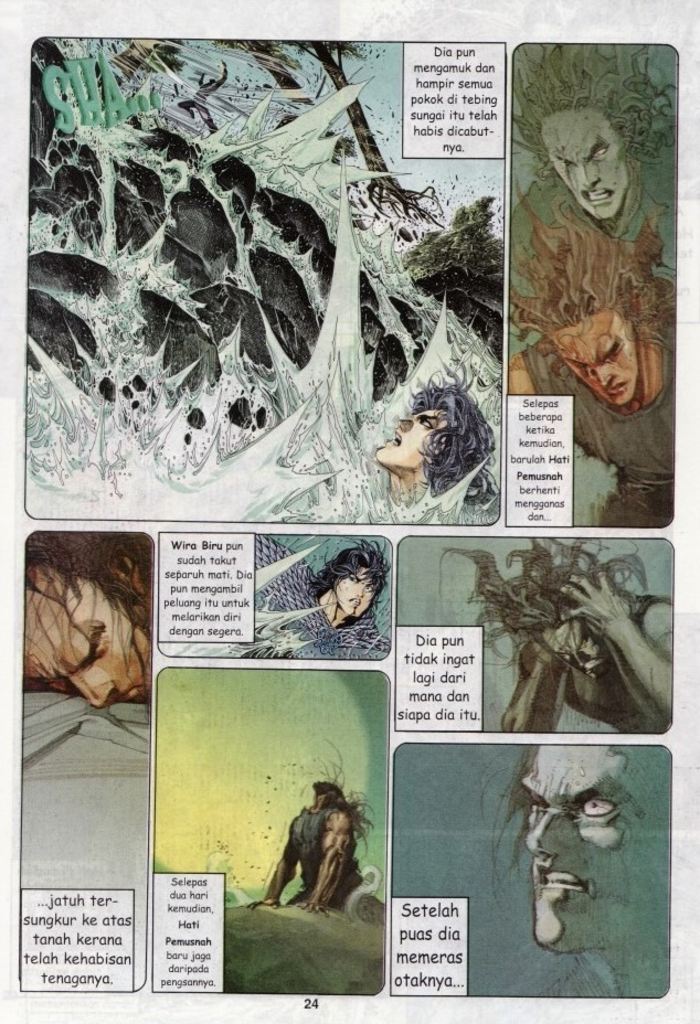 SHA...
Dia pun
mengamuk dan
hampir semua
pokok di tebing
sungai itu telah
habis dicabut-
nya.
Selepas
beberapa
ketika
kemudian,
barulah Hati
Pemusnah
berhenti
mengganas
dan...
...jatuh ter-
sungkur ke atas
tanah kerana
telah kehabisan
tenaganya.
Wira Biru pun
sudah takut
separuh mati. Dia
pun mengambil
peluang itu untuk
melarikan diri
dengan segera.
Selepas
dua hari
kemudian,
Hati
Pemusnah
baru jaga
daripada
pengsannya.
Dia pun
tidak ingat
lagi dari
mana dan
siapa dia itu.
Setelah
puas dia
memeras
otaknya...
24